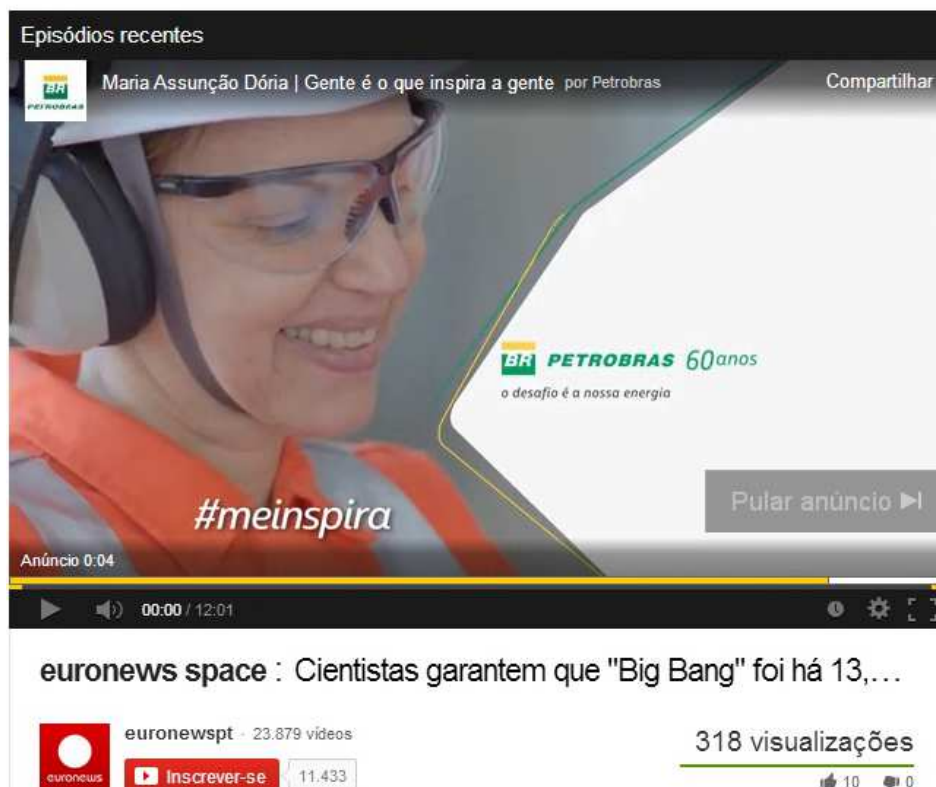 Episódios recentes
BR
PETROBRAS
Maria Assunção Dória | Gente é o que inspira a gente por Petrobras
Compartilhar
BR PETROBRAS 60 anos
o desafio é a nossa energia
#meinspira
Pular anúncio
Anúncio 0:04
00:00 / 12:01
euronews space : Cientistas garantem que "Big Bang" foi há 13,...
euronewspt · 23.879 vídeos
euronews
Inscrever-se 11.433
318 visualizações
10 0